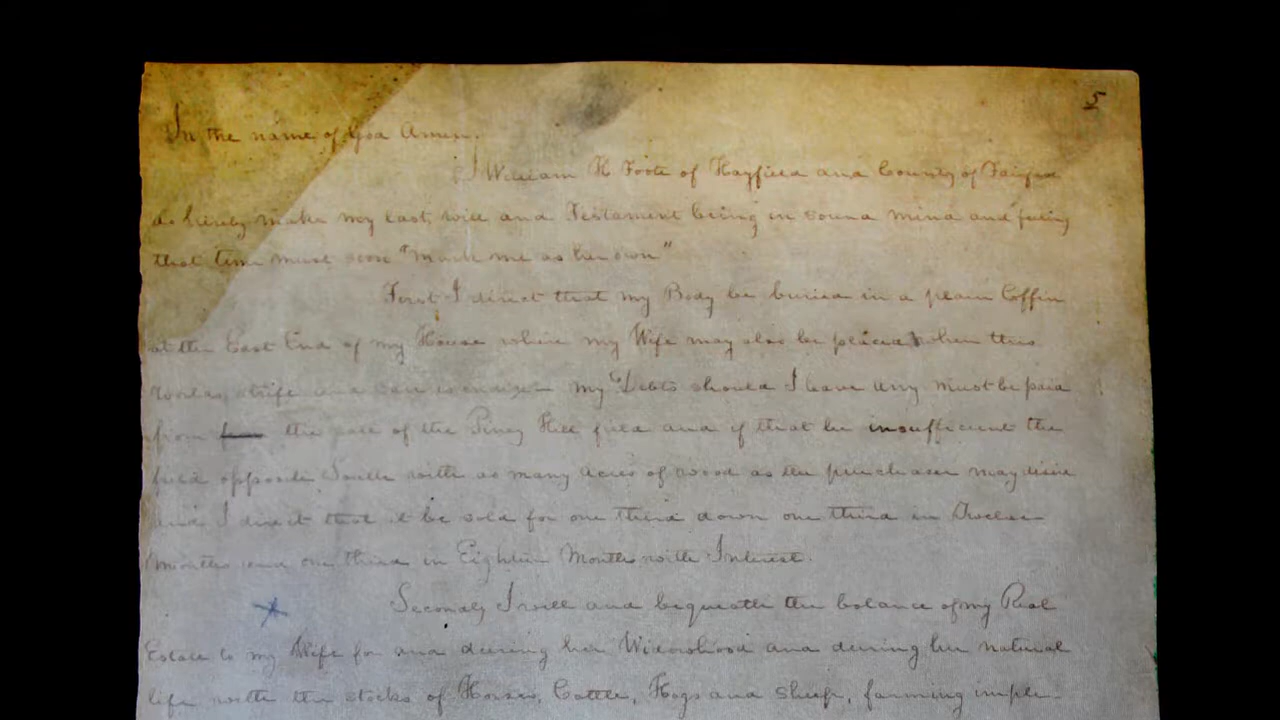 5
In the name of God Amen.
I William H Foote of Hayfield and County of Fairfax
do hereby make my last will and Testament being in sound mind and feeling
that time must soon "Mark me as her own"
First I direct that my Body be buried in a plain Coffin
at the East End of my House where my Wife may also be placed when this
Worlds strife and my Debts should I leave any must be paid
from the sale of the Piney Hill field and if that be insufficient the
field opposite South with as many acres of wood as the purchaser may desire
and I direct that it be sold for one third down one third in Twelve
Months and one third in Eighteen Months with Interest.
Secondly I will and bequeath the balance of my Real
Estate to my Wife for and during her Widowhood and during her natural
life with the stocks of Horses, Cattle, Hogs and Sheep, farming imple-